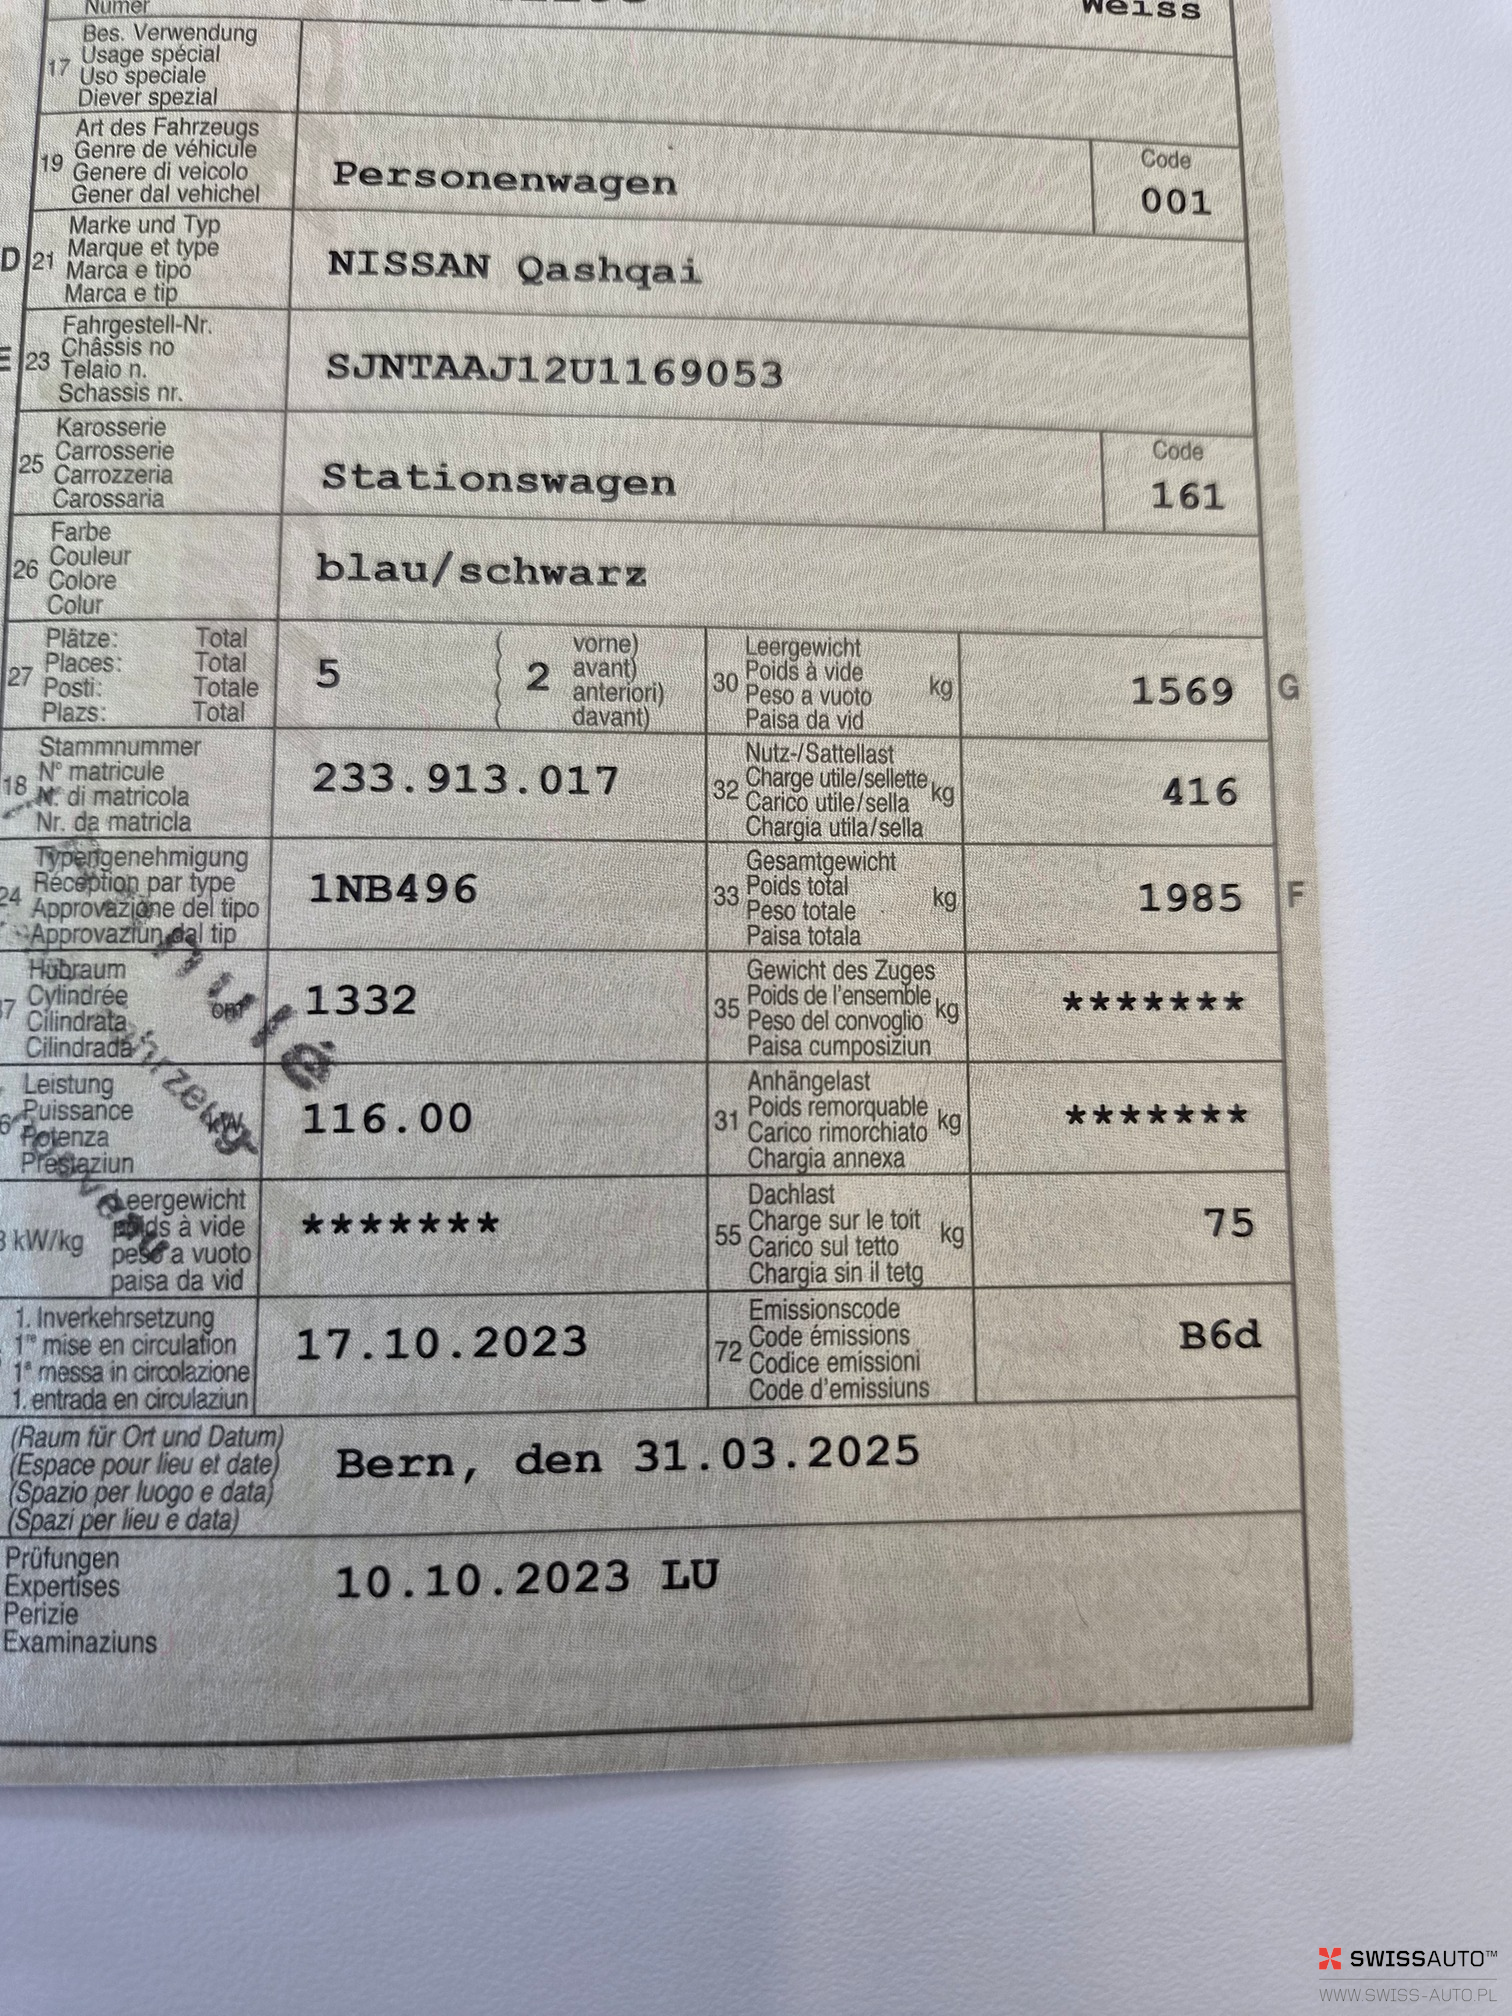 Numer
Weiss
17 Bes. Verwendung
Usage spécial
Uso speciale
Diever spezial
19 Art des Fahrzeugs
Genre de véhicule
Genere di veicolo
Gener dal vehichel
Personenwagen
Code
001
D 21 Marke und Typ
Marque et type
Marca e tipo
Marca e tip
NISSAN Qashqai
E 23 Fahrgestell-Nr.
Châssis no
Telaio n.
Schassis nr.
SJNTAAJ12U1169053
25 Karosserie
Carrosserie
Carrozzeria
Carossaria
Stationswagen
Code
161
26 Farbe
Couleur
Colore
Colur
blau/schwarz
27 Plätze: Total
Places: Total
Posti: Totale
Plazs: Total
5
( 2 vorne)
( avant)
( anteriori)
( davant)
30 Leergewicht
Poids à vide
Peso a vuoto
Paisa da vid
kg
1569 G
18 Stammnummer
N° matricule
N. di matricola
Nr. da matricla
233.913.017
32 Nutz-/Sattellast
Charge utile/sellette
Carico utile/sella
Chargia utila/sella
kg
416
24 Typengenehmigung
Réception par type
Approvazione del tipo
Approvaziun dal tip
1NB496
33 Gesamtgewicht
Poids total
Peso totale
Paisa totala
kg
1985 F
37 Hubraum
Cylindrée
Cilindrata
Cilindrada
1332
35 Gewicht des Zuges
Poids de l'ensemble
Peso del convoglio
Paisa cumposiziun
kg
*******
Leistung
Puissance
Potenza
Prestaziun
kW
116.00
31 Anhängelast
Poids remorquable
Carico rimorchiato
Chargia annexa
kg
*******
kW/kg
Leergewicht
poids à vide
peso a vuoto
paisa da vid
*******
55 Dachlast
Charge sur le toit
Carico sul tetto
Chargia sin il tetg
kg
75
1. Inverkehrsetzung
1re mise en circulation
1a messa in circolazione
1. entrada en circulaziun
17.10.2023
72 Emissionscode
Code émissions
Codice emissioni
Code d'emissiuns
B6d
(Raum für Ort und Datum)
(Espace pour lieu et date)
(Spazio per luogo e data)
(Spazi per lieu e data)
Bern, den 31.03.2025
Prüfungen
Expertises
Perizie
Examinaziuns
10.10.2023 LU
SWISSAUTO™
WWW.SWISS-AUTO.PL